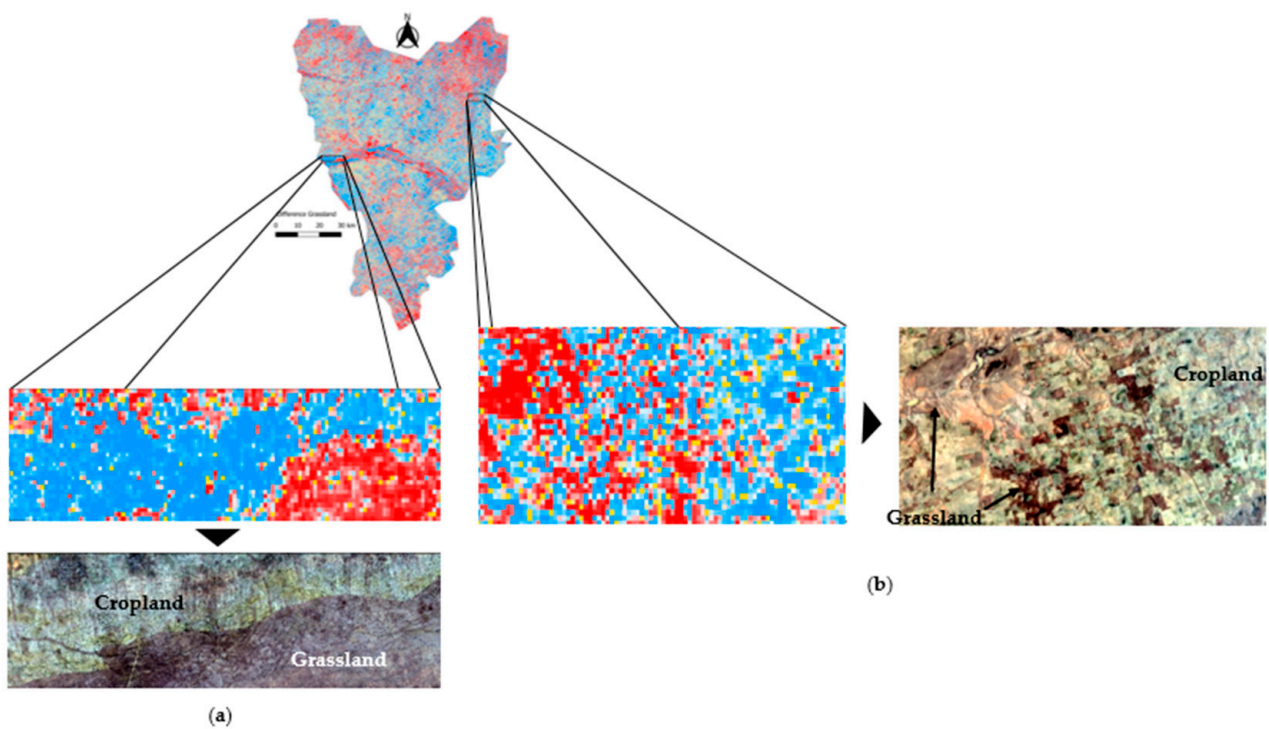 N
Difference Grassland
0 10 20 30 km
Cropland
Grassland
Cropland
Grassland
(b)
(a)